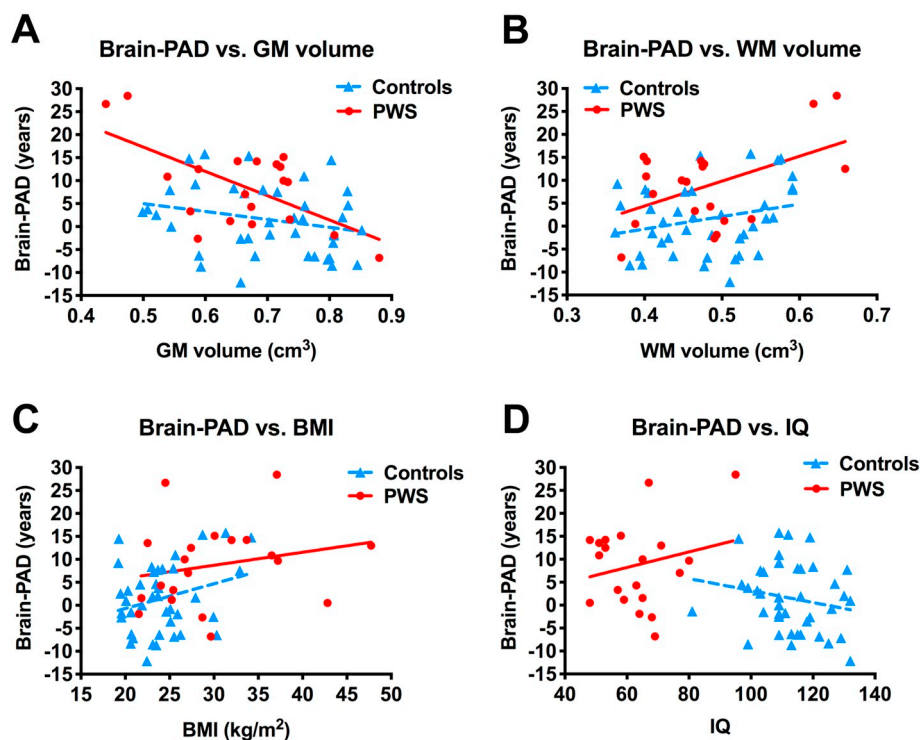 A
Brain-PAD vs. GM volume
Controls
PWS
Brain-PAD (years)
30
25
20
15
10
5
0
-5
-10
-15
0.4 0.5 0.6 0.7 0.8 0.9
GM volume (cm³)
B
Brain-PAD vs. WM volume
Controls
PWS
Brain-PAD (years)
30
25
20
15
10
5
0
-5
-10
-15
0.3 0.4 0.5 0.6 0.7
WM volume (cm³)
C
Brain-PAD vs. BMI
Controls
PWS
Brain-PAD (years)
30
25
20
15
10
5
0
-5
-10
-15
15 20 25 30 35 40 45 50
BMI (kg/m²)
D
Brain-PAD vs. IQ
Controls
PWS
Brain-PAD (years)
30
25
20
15
10
5
0
-5
-10
-15
40 60 80 100 120 140
IQ